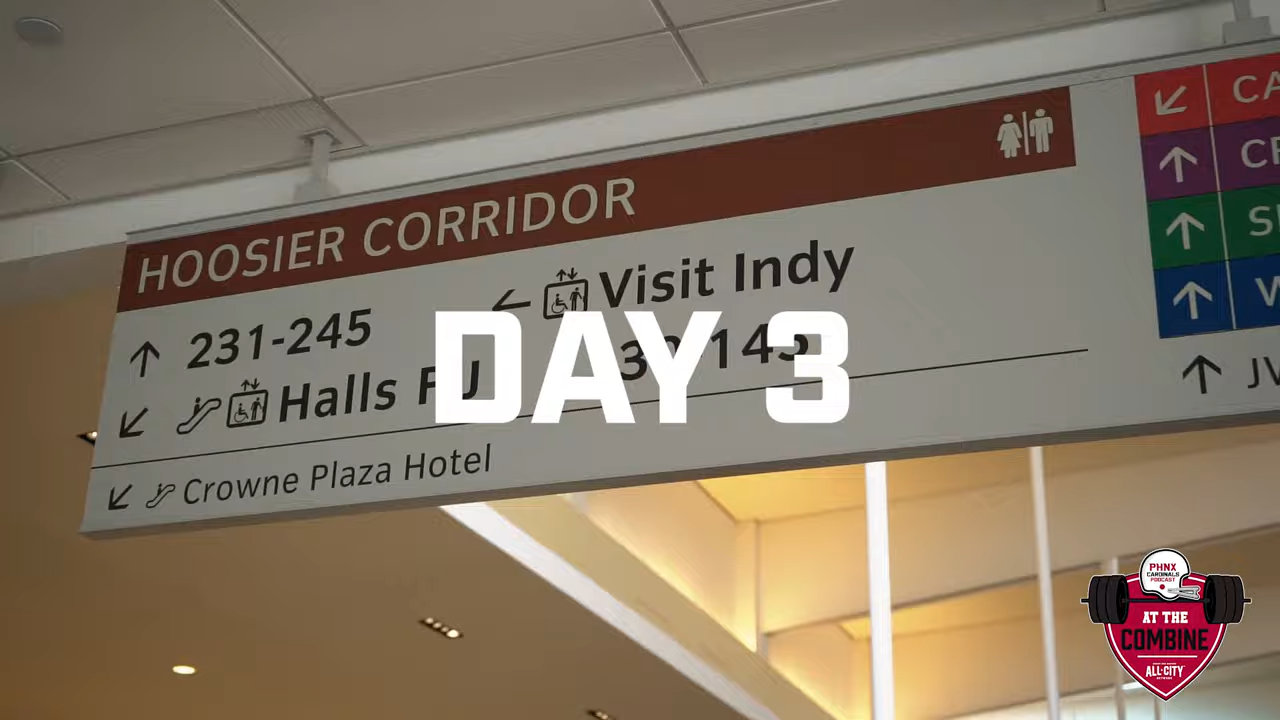 HOOSIER CORRIDOR
231-245
Visit Indy
Halls F J
DAY 3
Crowne Plaza Hotel
PHNX
CARDINALS
PODCAST
AT THE
COMBINE
ALL CITY
NETWORK